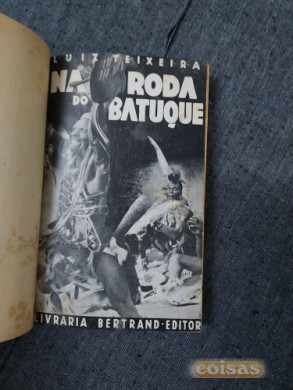 LUIZ TEIXEIRA
NA RODA
DO BATUQUE
LIVRARIA BERTRAND-EDITOR
coisas